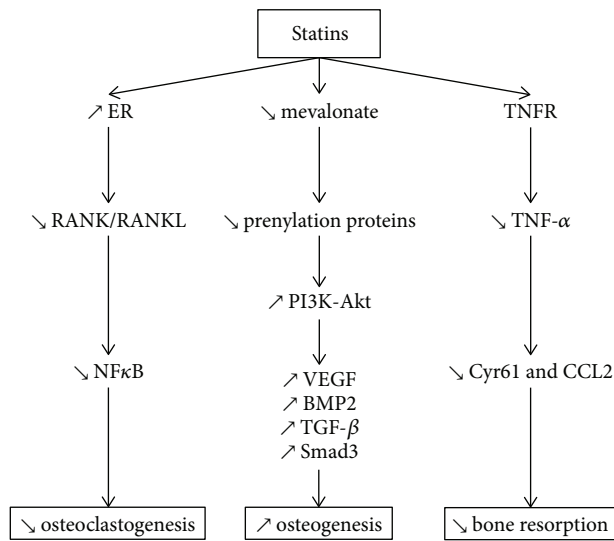 Statins
↗ ER
↘ mevalonate
TNFR
↘ RANK/RANKL
↘ prenylation proteins
↘ TNF-α
↗ PI3K-Akt
↘ NFκB
↗ VEGF
↗ BMP2
↗ TGF-β
↗ Smad3
↘ Cyr61 and CCL2
↘ osteoclastogenesis
↗ osteogenesis
↘ bone resorption